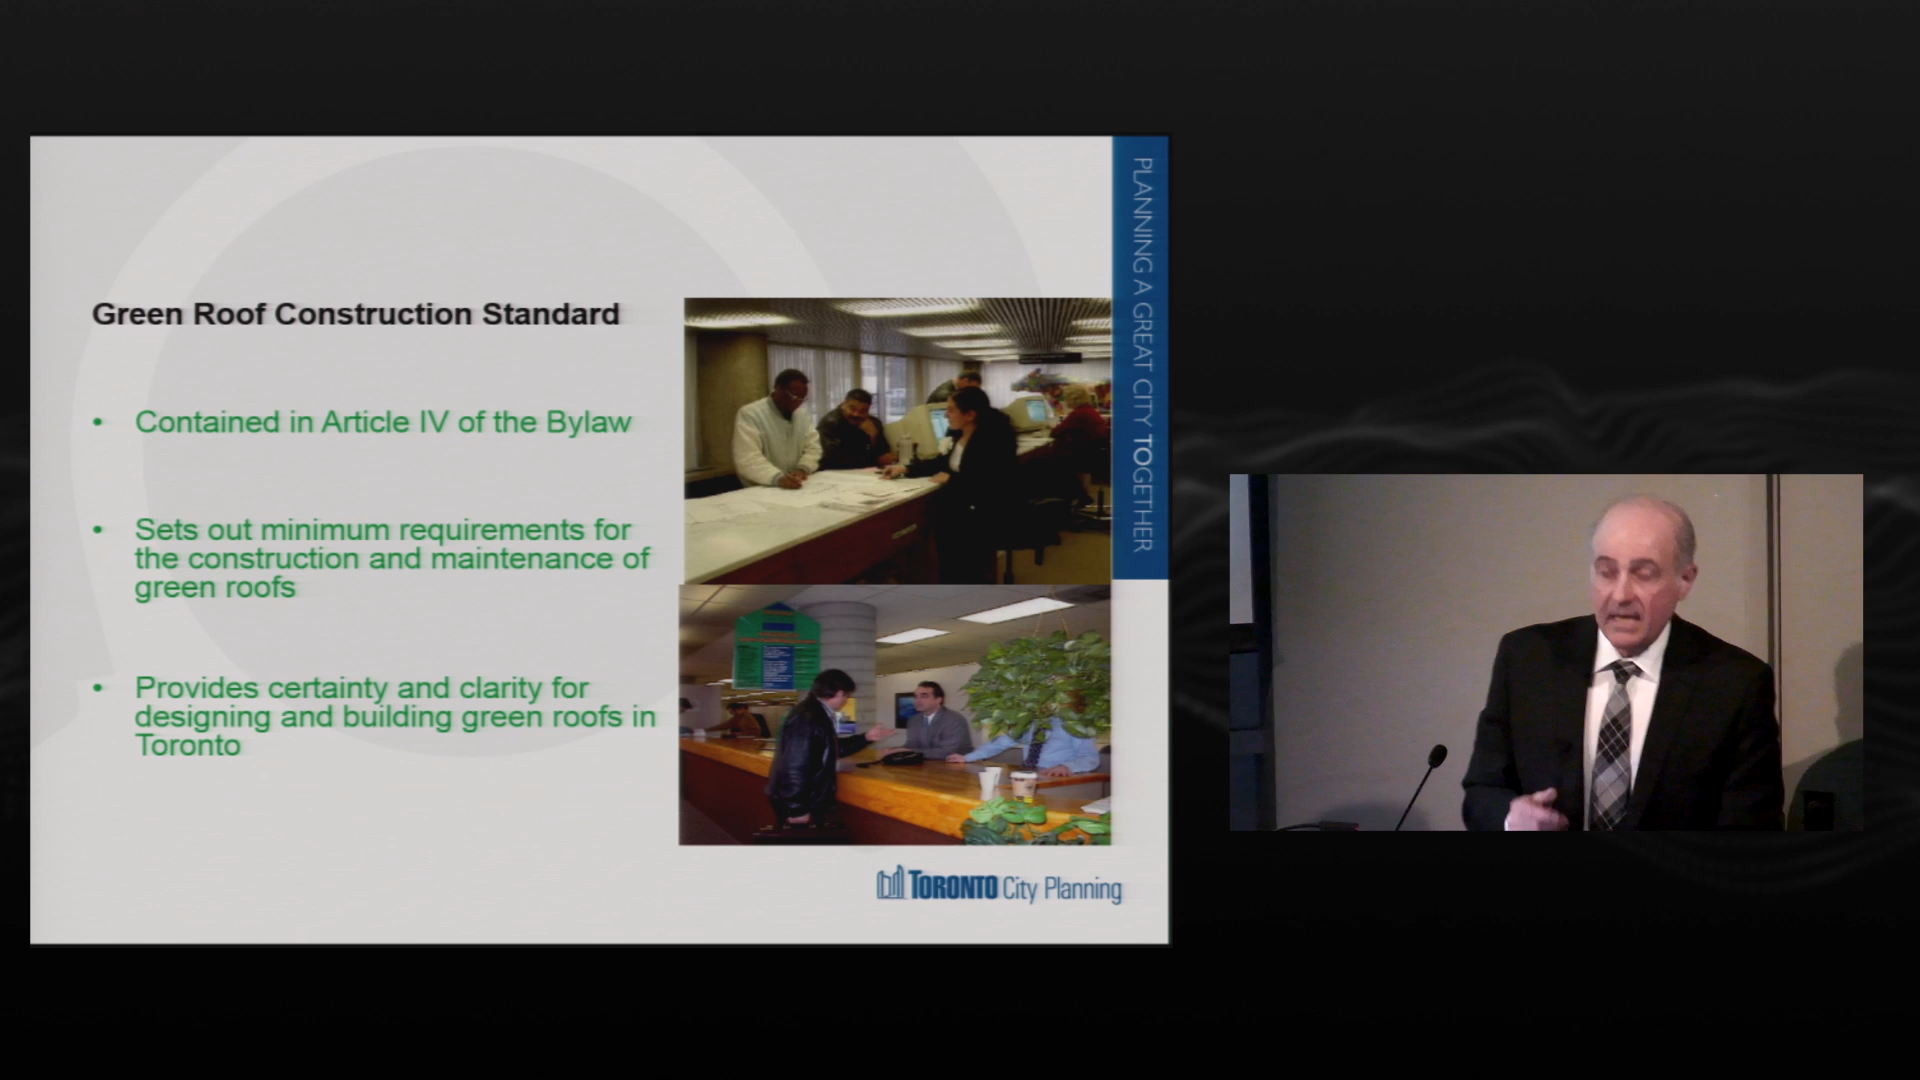 Green Roof Construction Standard
• Contained in Article IV of the Bylaw
• Sets out minimum requirements for
the construction and maintenance of
green roofs
• Provides certainty and clarity for
designing and building green roofs in
Toronto
PLANNING A GREAT CITY TOGETHER
TORONTO City Planning